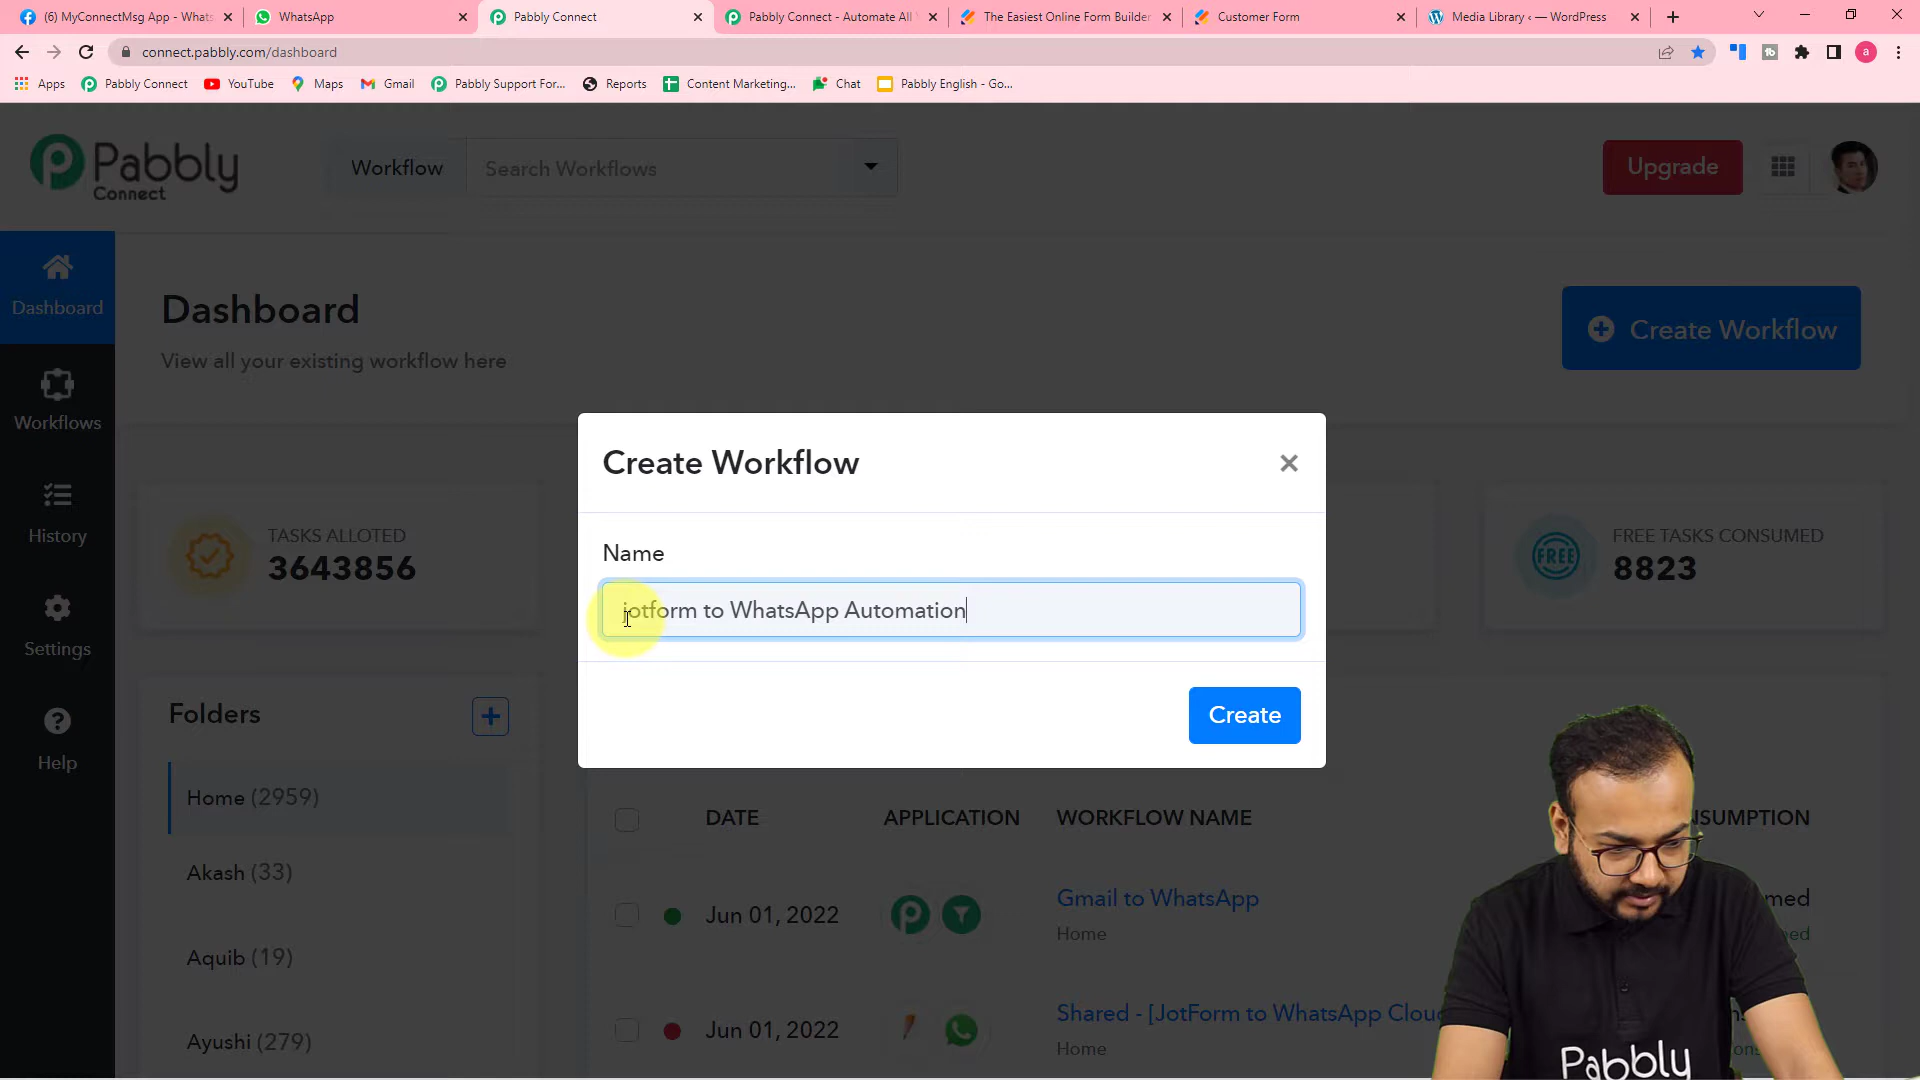 (6) MyConnectMsg App - Whats
WhatsApp
Pabbly Connect
Pabbly Connect - Automate All
The Easiest Online Form Builder
Customer Form
Media Library ‹ — WordPress
connect.pabbly.com/dashboard
a
Apps
Pabbly Connect
YouTube
Maps
Gmail
Pabbly Support For...
Reports
Content Marketing...
Chat
Pabbly English - Go...
Pabbly
Connect
Workflow
Search Workflows
Upgrade
Dashboard
Workflows
History
Settings
Help
Dashboard
View all your existing workflow here
Create Workflow
TASKS ALLOTED
3643856
FREE
FREE TASKS CONSUMED
8823
Create Workflow
×
Name
jotform to WhatsApp Automation
Create
Folders
Home (2959)
Akash (33)
Aquib (19)
Ayushi (279)
DATE
APPLICATION
WORKFLOW NAME
Jun 01, 2022
Gmail to WhatsApp
Home
Jun 01, 2022
Shared - [JotForm to WhatsApp Clou
Home
Pabbly